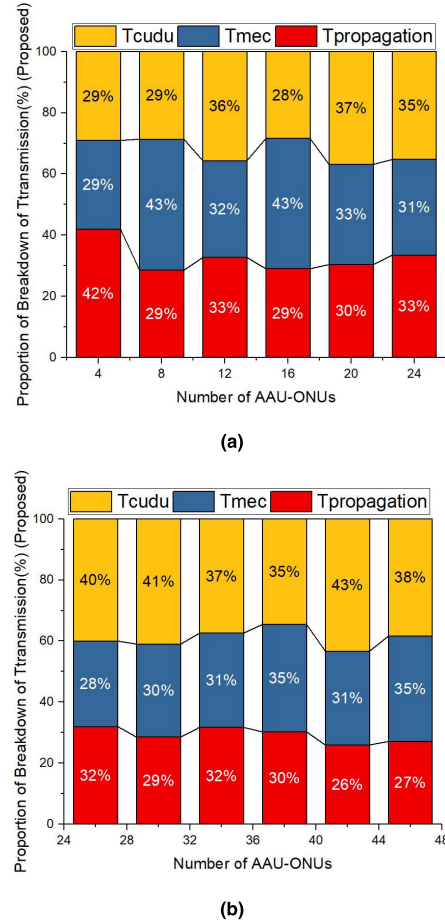 (a)
Tcudu Tmec Tpropagation
Proportion of Breakdown of Ttransmission(%) (Proposed)
100
80
60
40
20
0
29% 29% 36% 28% 37% 35%
29% 43% 32% 43% 33% 31%
42% 29% 33% 29% 30% 33%
4 8 12 16 20 24
Number of AAU-ONUs
(a)
Tcudu Tmec Tpropagation
Proportion of Breakdown of Ttransmission(%) (Proposed)
100
80
60
40
20
0
40% 41% 37% 35% 43% 38%
28% 30% 31% 35% 31% 35%
32% 29% 32% 30% 26% 27%
24 28 32 36 40 44 48
Number of AAU-ONUs
(b)